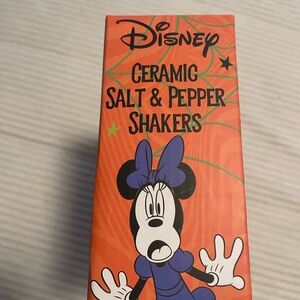 Disney
CERAMIC
SALT & PEPPER
SHAKERS